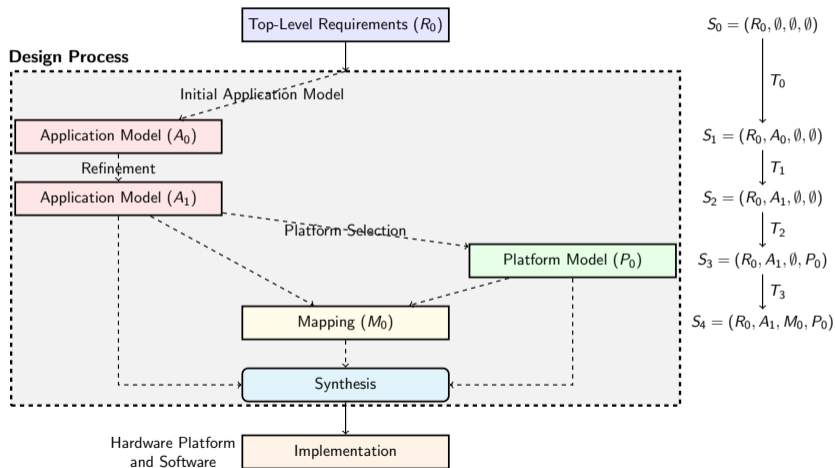 Top-Level Requirements (R₀)
S₀ = (R₀, ∅, ∅, ∅)
Design Process
T₀
Initial Application Model
Application Model (A₀)
S₁ = (R₀, A₀, ∅, ∅)
Refinement
T₁
Application Model (A₁)
S₂ = (R₀, A₁, ∅, ∅)
Platform Selection
T₂
Platform Model (P₀)
S₃ = (R₀, A₁, ∅, P₀)
T₃
Mapping (M₀)
S₄ = (R₀, A₁, M₀, P₀)
Synthesis
Hardware Platform
and Software
Implementation